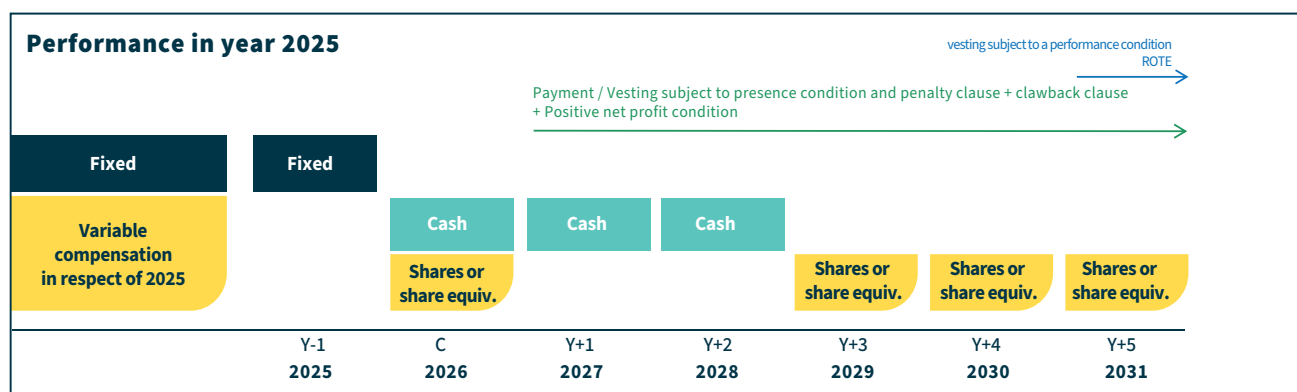 Performance in year 2025
vesting subject to a performance condition
ROTE
Payment / Vesting subject to presence condition and penalty clause + clawback clause
+ Positive net profit condition
Fixed
Fixed
Variable
compensation
in respect of 2025
Cash
Cash
Cash
Shares or
share equiv.
Shares or
share equiv.
Shares or
share equiv.
Shares or
share equiv.
Y-1
C
Y+1
Y+2
Y+3
Y+4
Y+5
2025
2026
2027
2028
2029
2030
2031